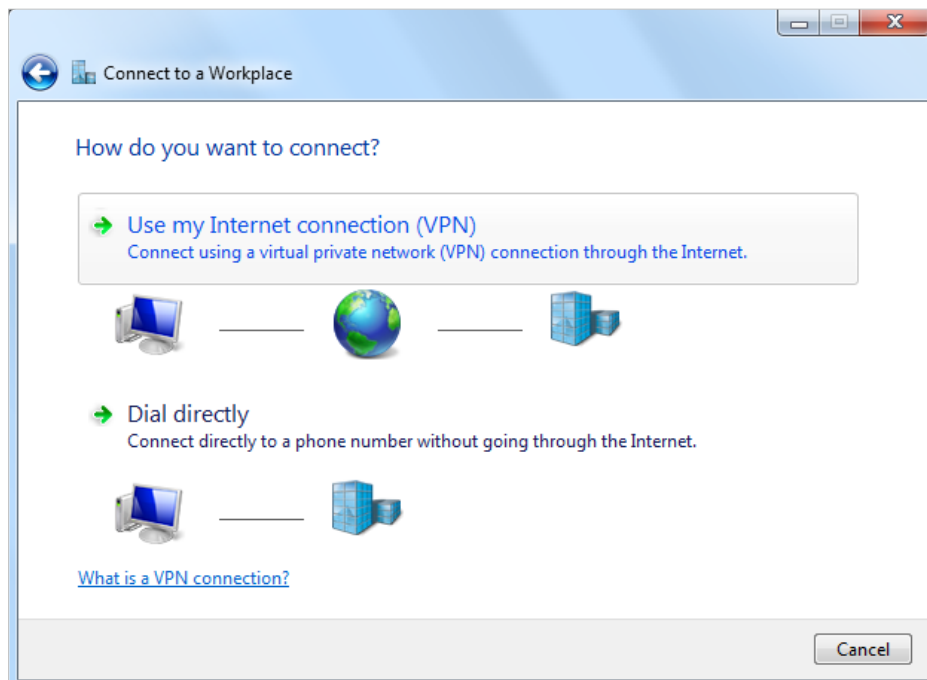 Connect to a Workplace
How do you want to connect?
Use my Internet connection (VPN)
Connect using a virtual private network (VPN) connection through the Internet.
Dial directly
Connect directly to a phone number without going through the Internet.
What is a VPN connection?
Cancel